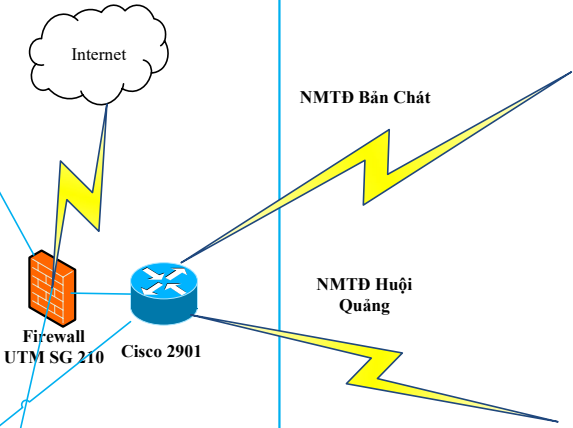 Internet
NMTĐ Bản Chát
NMTĐ Huội
Quảng
Firewall
UTM SG 210
Cisco 2901